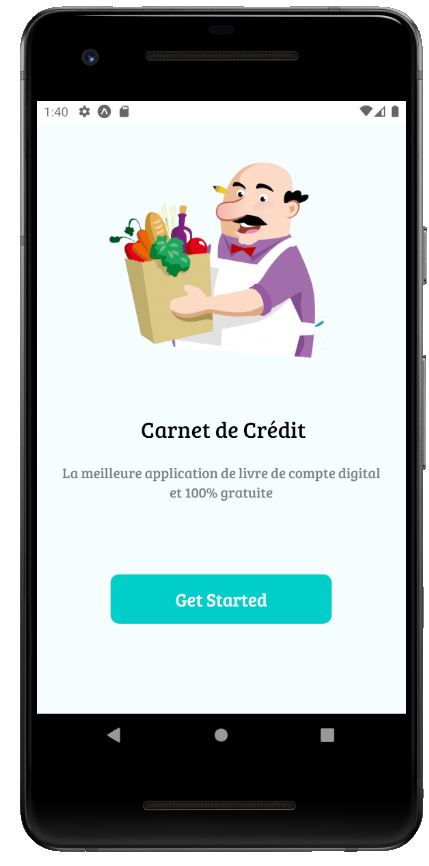 1:40
Carnet de Crédit
La meilleure application de livre de compte digital
et 100% gratuite
Get Started